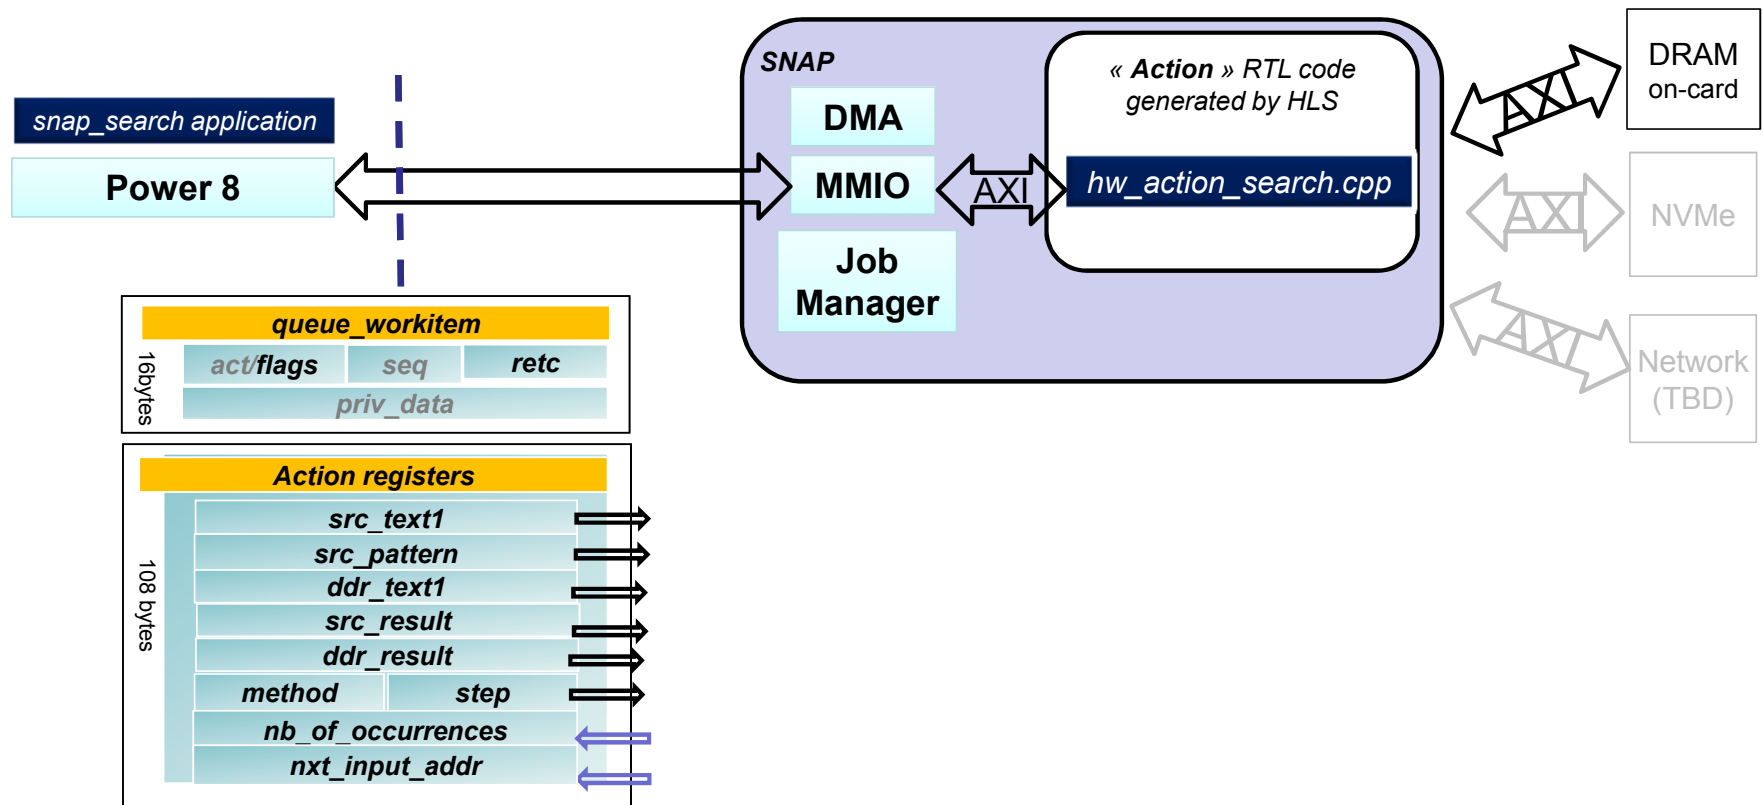 snap_search application
Power 8
SNAP
DMA
MMIO
Job
Manager
AXI
« Action » RTL code
generated by HLS
hw_action_search.cpp
AXI
DRAM
on-card
AXI
NVMe
AXI
Network
(TBD)
queue_workitem
16bytes
act/flags
seq
retc
priv_data
Action registers
108 bytes
src_text1
src_pattern
ddr_text1
src_result
ddr_result
method
step
nb_of_occurrences
nxt_input_addr